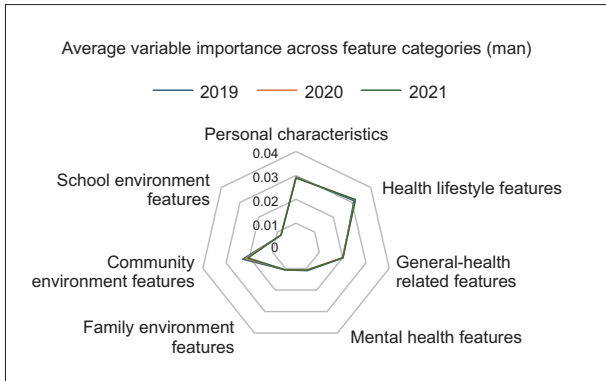 Average variable importance across feature categories (man)
2019 2020 2021
Personal characteristics
0.04
0.03
0.02
0.01
0
School environment
features
Health lifestyle features
Community
environment features
General-health
related features
Family environment
features
Mental health features